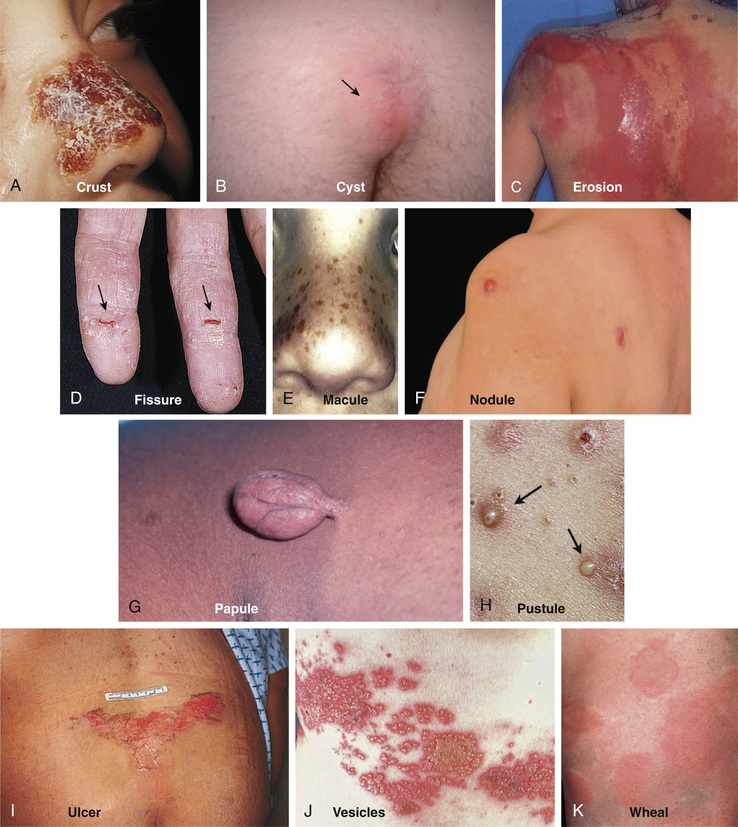 A Crust
B Cyst
C Erosion
D Fissure
E Macule
F Nodule
G Papule
H Pustule
I Ulcer
J Vesicles
K Wheal